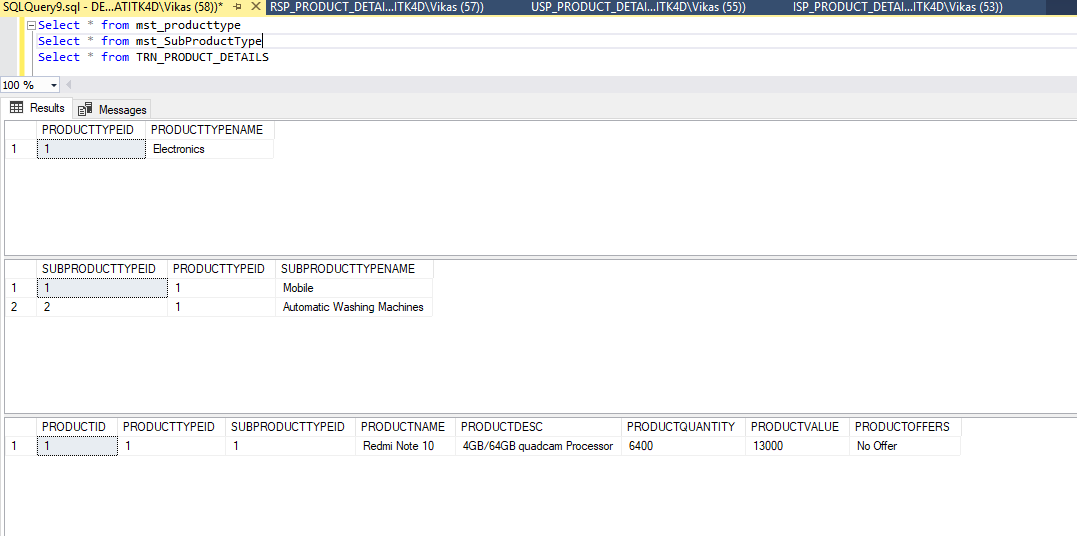 SQLQuery9.sql - DE...ATITK4D\Vikas (58))* RSP_PRODUCT_DETAI...ITK4D\Vikas (57)) USP_PRODUCT_DETAI...ITK4D\Vikas (55)) ISP_PRODUCT_DETAI...ITK4D\Vikas (53))
Select * from mst_producttype
Select * from mst_SubProductType
Select * from TRN_PRODUCT_DETAILS
100 %
Results Messages
PRODUCTTYPEID PRODUCTTYPENAME
1 1 Electronics
SUBPRODUCTTYPEID PRODUCTTYPEID SUBPRODUCTTYPENAME
1 1 1 Mobile
2 2 1 Automatic Washing Machines
PRODUCTID PRODUCTTYPEID SUBPRODUCTTYPEID PRODUCTNAME PRODUCTDESC PRODUCTQUANTITY PRODUCTVALUE PRODUCTOFFERS
1 1 1 1 Redmi Note 10 4GB/64GB quadcam Processor 6400 13000 No Offer